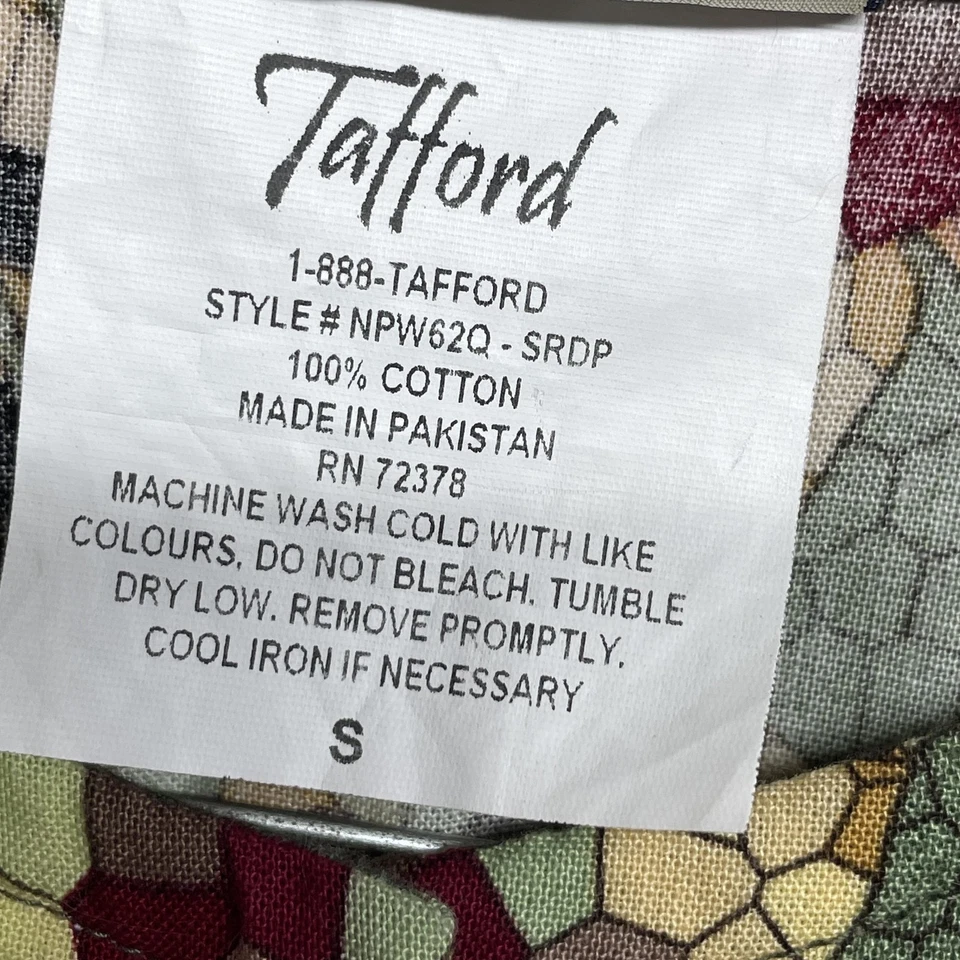 Tafford
1-888-TAFFORD
STYLE # NPW62Q - SRDP
100% COTTON
MADE IN PAKISTAN
RN 72378
MACHINE WASH COLD WITH LIKE
COLOURS, DO NOT BLEACH. TUMBLE
DRY LOW. REMOVE PROMPTLY.
COOL IRON IF NECESSARY
S